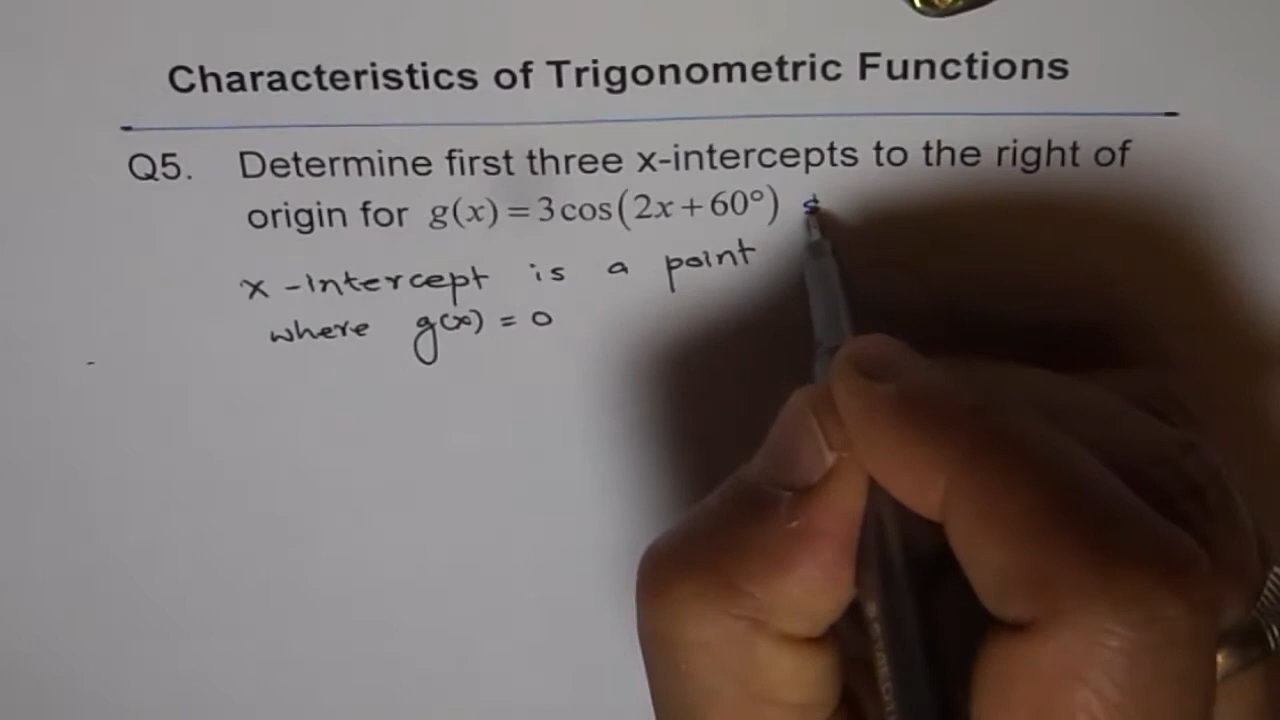 Characteristics of Trigonometric Functions
Q5. Determine first three x-intercepts to the right of
origin for g(x) = 3cos(2x + 60°)
x-intercept is a point
where g(x) = 0